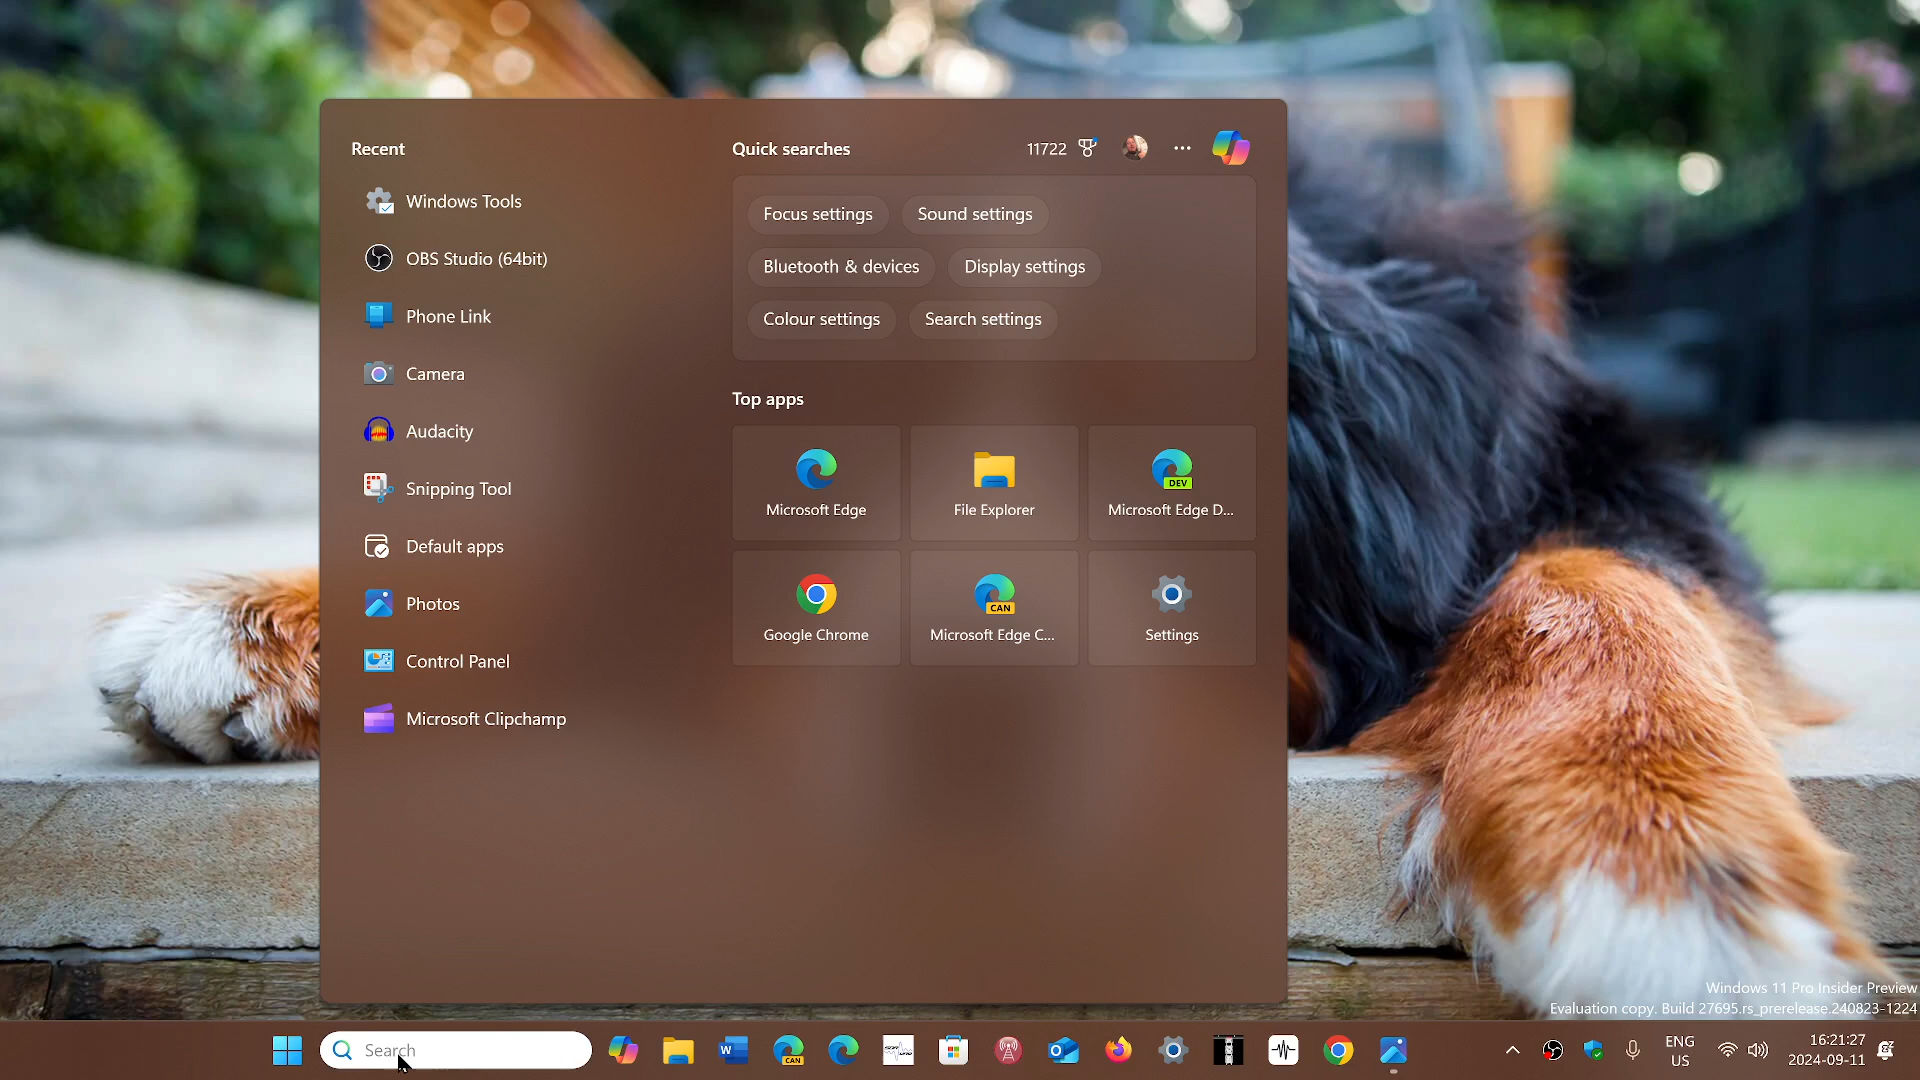 Recent
Windows Tools
OBS Studio (64bit)
Phone Link
Camera
Audacity
Snipping Tool
Default apps
Photos
Control Panel
Microsoft Clipchamp
Quick searches
11722
Focus settings
Sound settings
Bluetooth & devices
Display settings
Colour settings
Search settings
Top apps
Microsoft Edge
File Explorer
DEV
Microsoft Edge D...
Google Chrome
CAN
Microsoft Edge C...
Settings
Windows 11 Pro Insider Preview
Evaluation copy. Build 27695.rs_prerelease.240823-1224
Search
W
CAN
ENG
US
16:21:27
2024-09-11